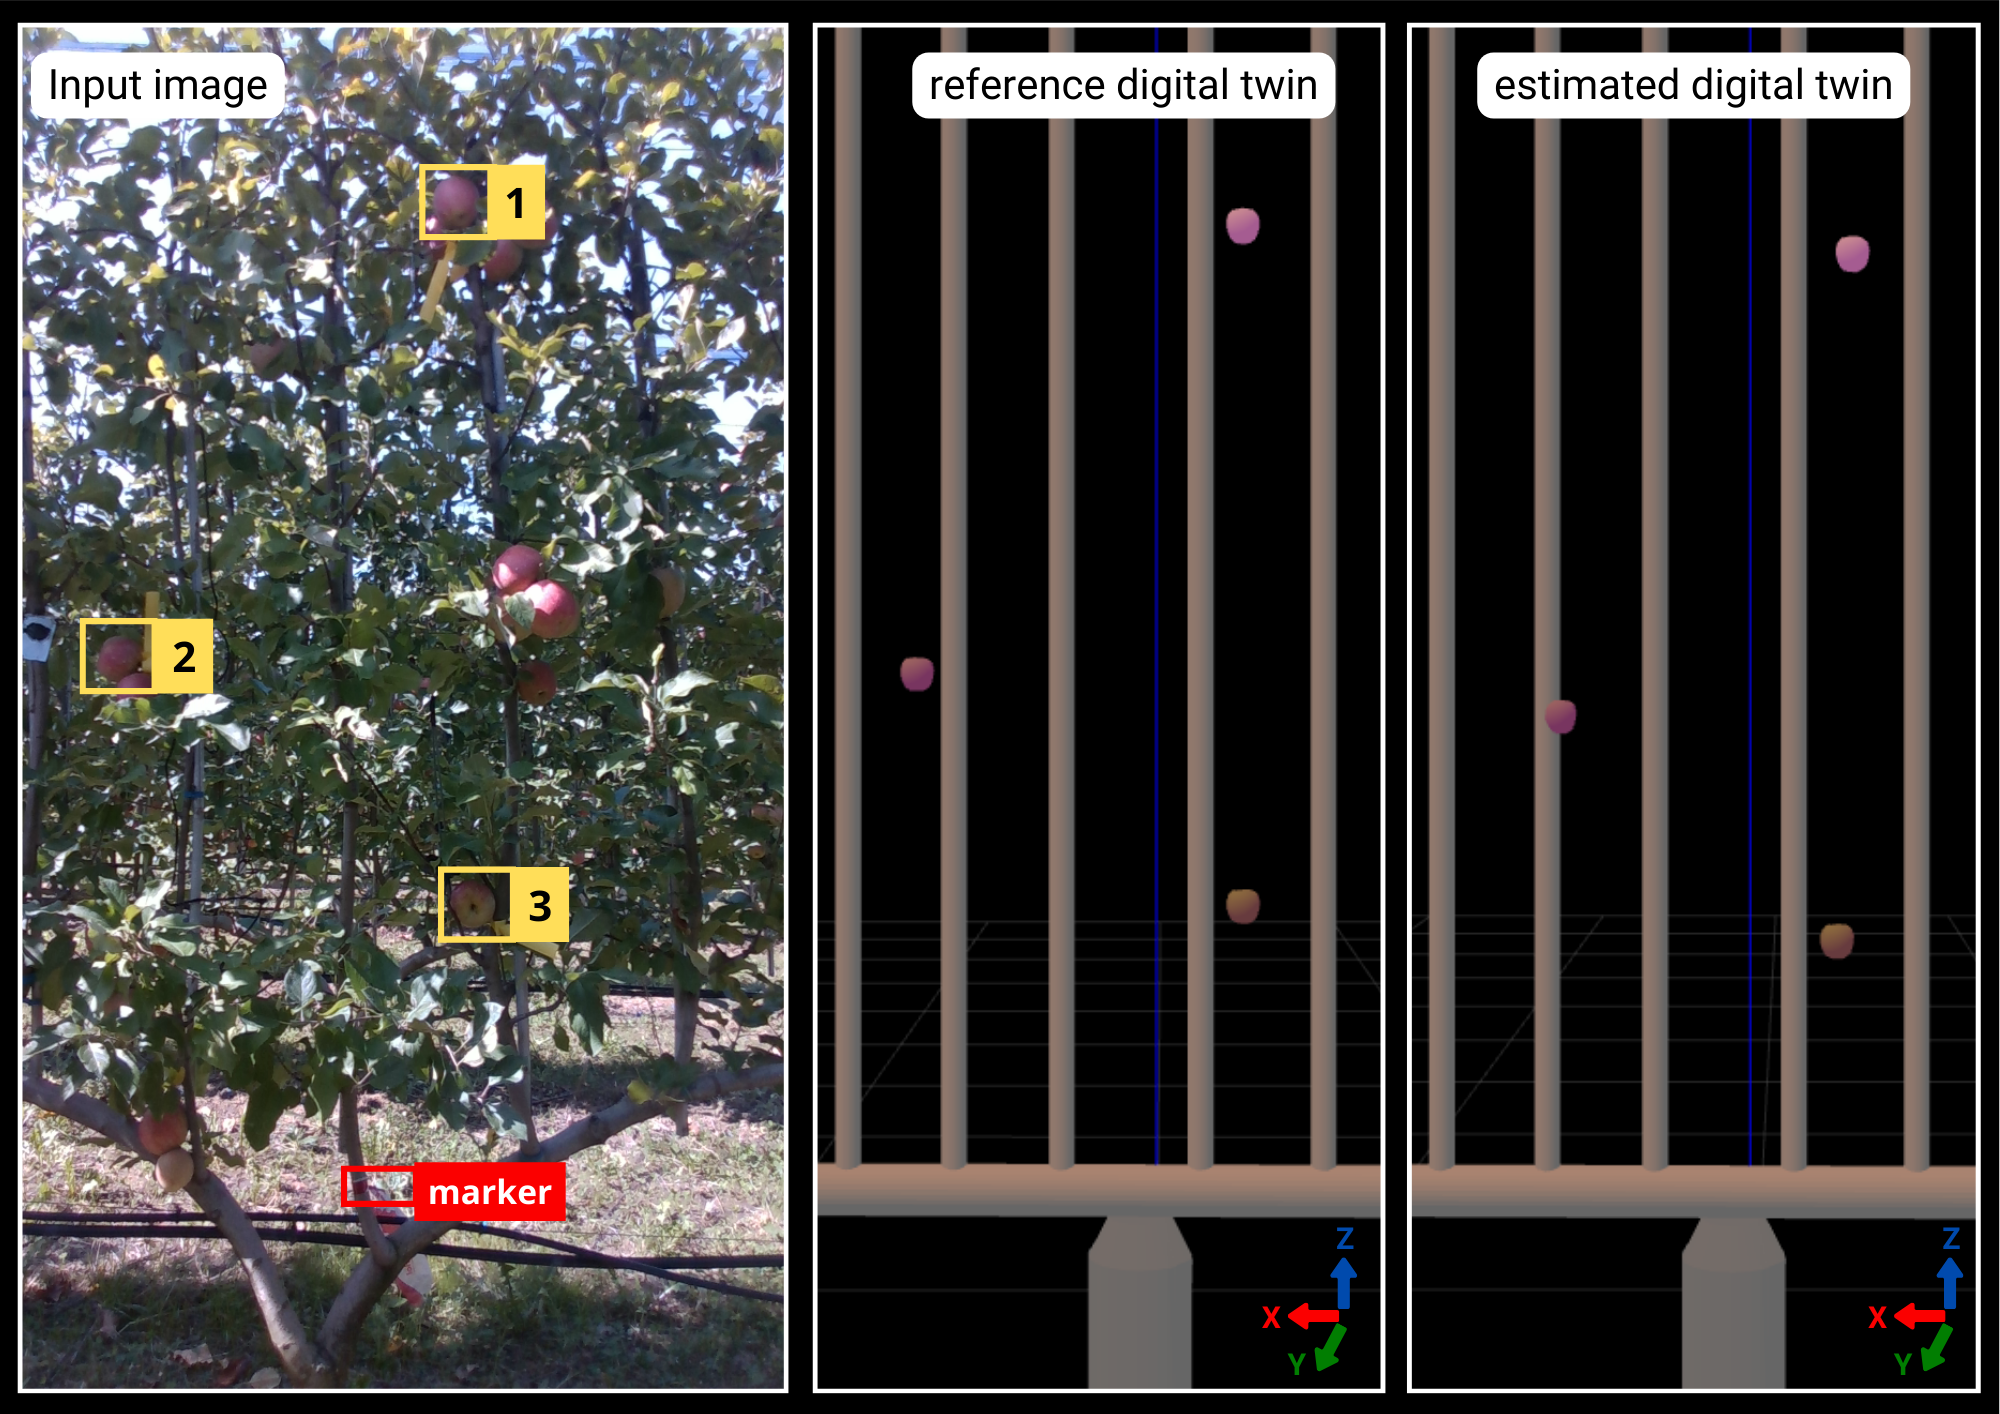 Input image
reference digital twin
estimated digital twin
1
2
3
marker
Z
X
Y
Z
X
Y